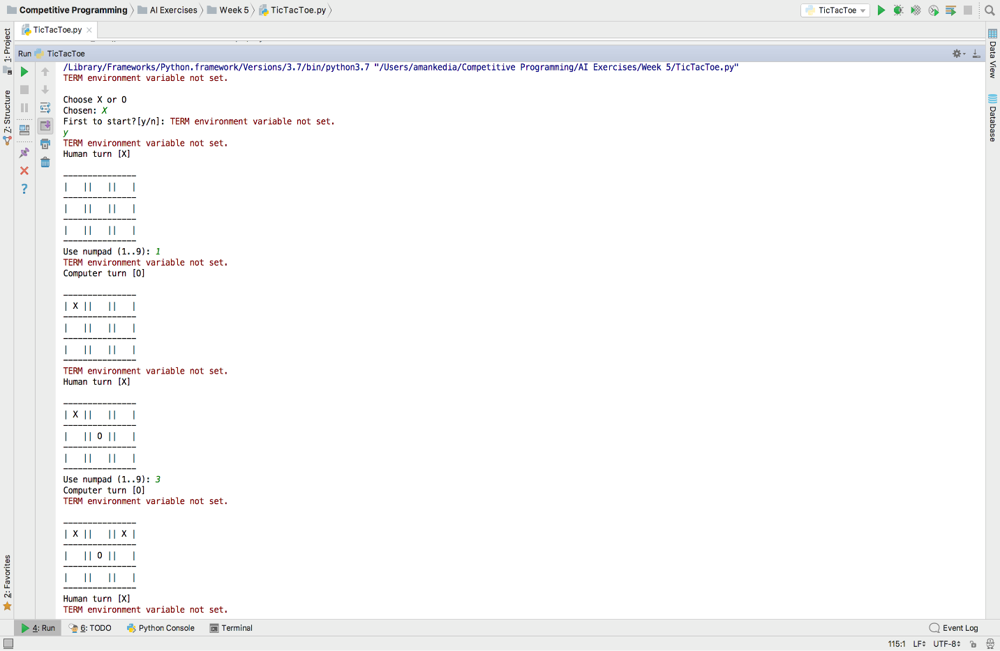 Competitive Programming AI Exercises Week 5 TicTacToe.py TicTacToe
TicTacToe.py
Run TicTacToe
1: Project
Z: Structure
2: Favorites
Data View
Database
/Library/Frameworks/Python.framework/Versions/3.7/bin/python3.7 "/Users/amankedia/Competitive Programming/AI Exercises/Week 5/TicTacToe.py"
TERM environment variable not set.
Choose X or O
Chosen: X
First to start?[y/n]: TERM environment variable not set.
y
TERM environment variable not set.
Human turn [X]
---------------
|   ||   ||   |
---------------
|   ||   ||   |
---------------
|   ||   ||   |
---------------
Use numpad (1..9): 1
TERM environment variable not set.
Computer turn [O]
---------------
| X ||   ||   |
---------------
|   ||   ||   |
---------------
|   ||   ||   |
---------------
TERM environment variable not set.
Human turn [X]
---------------
| X ||   ||   |
---------------
|   || O ||   |
---------------
|   ||   ||   |
---------------
Use numpad (1..9): 3
Computer turn [O]
TERM environment variable not set.
---------------
| X ||   || X |
---------------
|   || O ||   |
---------------
|   ||   ||   |
---------------
Human turn [X]
TERM environment variable not set.
4: Run 6: TODO Python Console Terminal Event Log
115:1 LF UTF-8